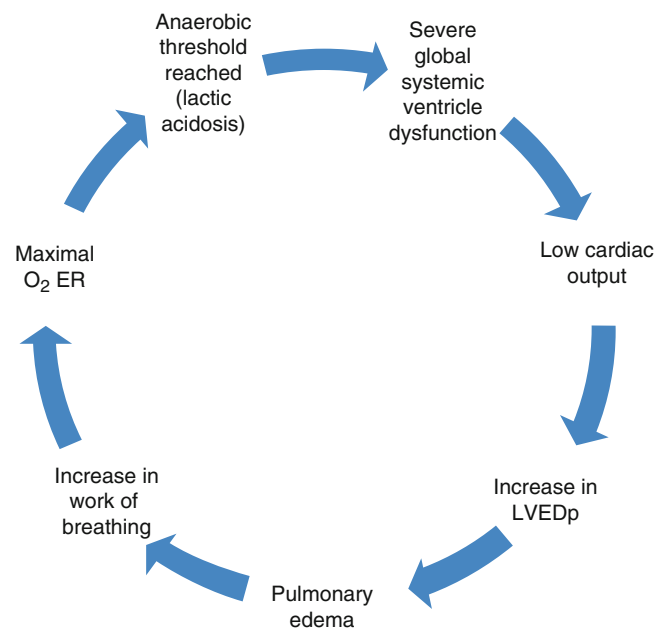 Anaerobic
threshold
reached
(lactic
acidosis)
Severe
global
systemic
ventricle
dysfunction
Low cardiac
output
Increase in
LVEDp
Pulmonary
edema
Increase in
work of
breathing
Maximal
O₂ ER